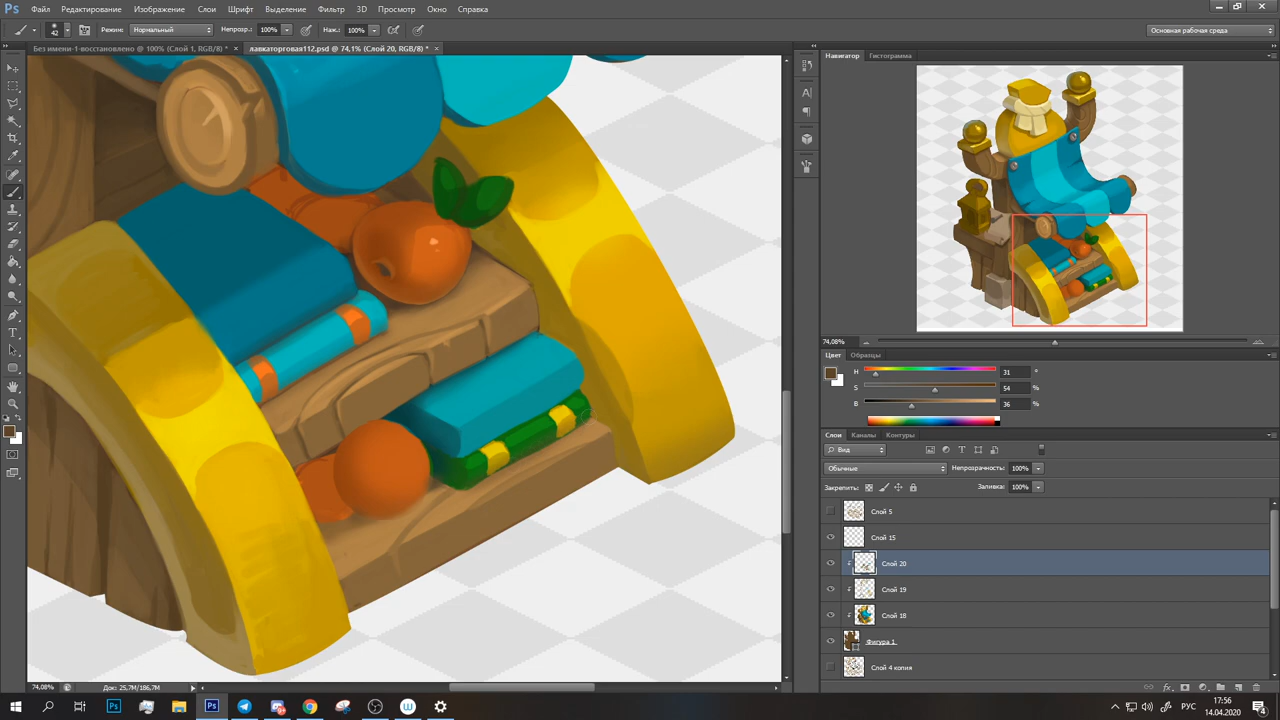 Ps Файл Редактирование Изображение Слои Шрифт Выделение Фильтр 3D Просмотр Окно Справка
42 Режим: Нормальный Непрозр.: 100% Наж.: 100% Основная рабочая среда
Без имени-1-восстановлено @ 100% (Слой 1, RGB/8) * × лавкаторговая112.psd @ 74,1% (Слой 20, RGB/8) * ×
Навигатор Гистограмма
74,08%
Цвет Образцы
H 31 °
S 54 %
B 36 %
Слои Каналы Контуры
Вид
Обычные Непрозрачность: 100%
Закрепить: Заливка: 100%
Слой 5
Слой 15
Слой 20
Слой 19
Слой 18
Фигура 1
Слой 4 копия
74,08% Док: 25,7M/186,7M
17:56
РУС 14.04.2020
4